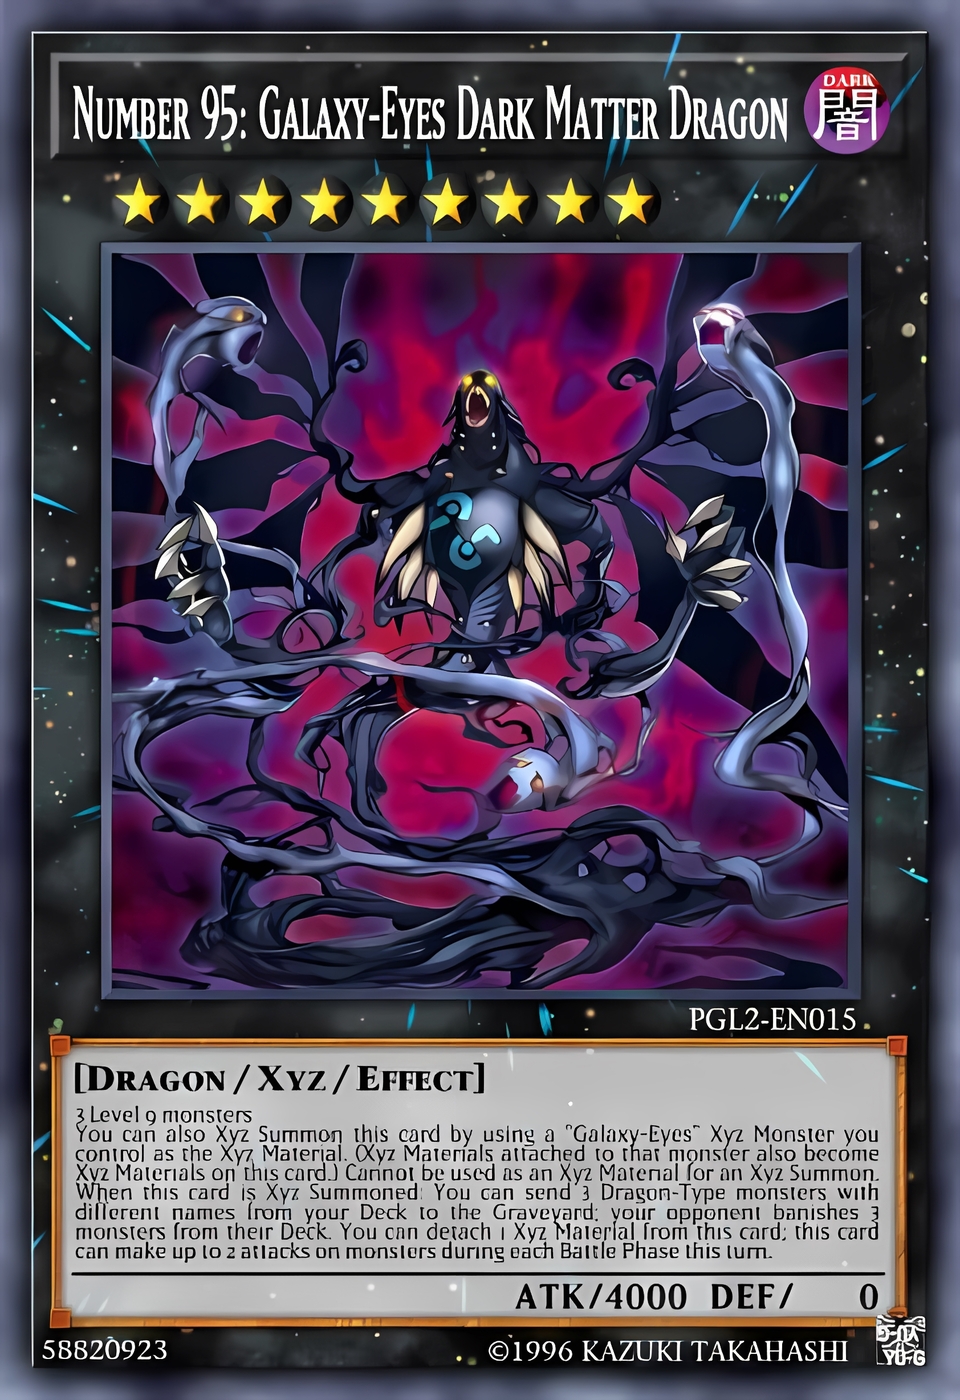 NUMBER 95: GALAXY-EYES DARK MATTER DRAGON
DARK
闇
PGL2-EN015
[DRAGON / XYZ / EFFECT]
3 Level 9 monsters
You can also Xyz Summon this card by using a "Galaxy-Eyes" Xyz Monster you
control as the Xyz Material. (Xyz Materials attached to that monster also become
Xyz Materials on this card.) Cannot be used as an Xyz Material for an Xyz Summon.
When this card is Xyz Summoned: You can send 3 Dragon-Type monsters with
different names from your Deck to the Graveyard; your opponent banishes 3
monsters from their Deck. You can detach 1 Xyz Material from this card; this card
can make up to 2 attacks on monsters during each Battle Phase this turn.
ATK/4000 DEF/ 0
58820923 ©1996 KAZUKI TAKAHASHI